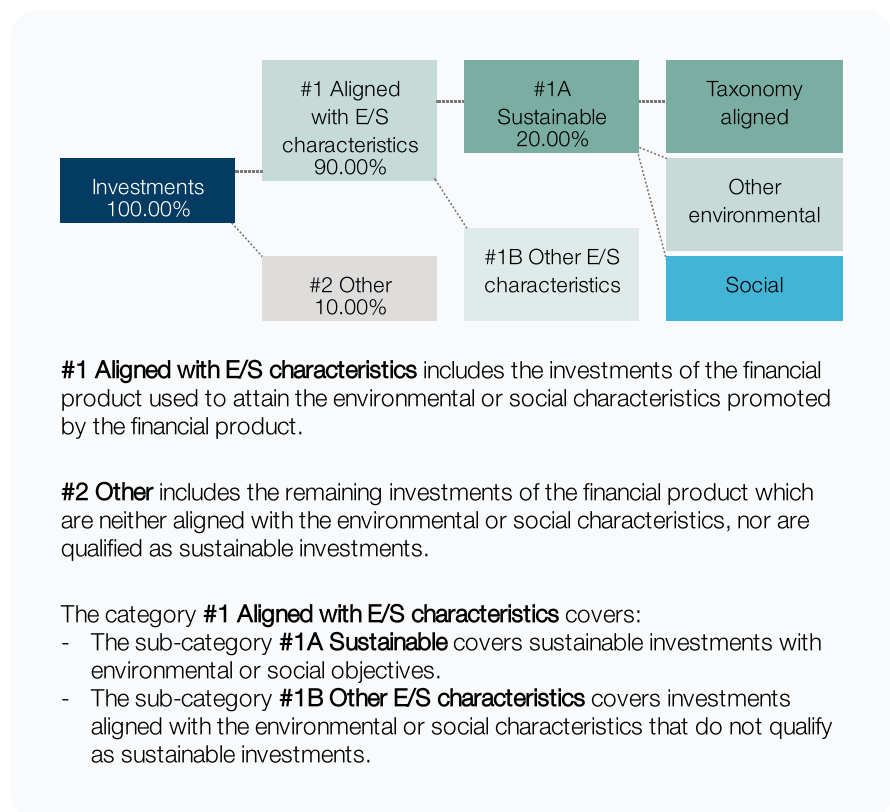 #1 Aligned
with E/S
characteristics
90.00%
#1A
Sustainable
20.00%
Taxonomy
aligned
Investments
100.00%
Other
environmental
#2 Other
10.00%
#1B Other E/S
characteristics
Social
#1 Aligned with E/S characteristics includes the investments of the financial
product used to attain the environmental or social characteristics promoted
by the financial product.
#2 Other includes the remaining investments of the financial product which
are neither aligned with the environmental or social characteristics, nor are
qualified as sustainable investments.
The category #1 Aligned with E/S characteristics covers:
- The sub-category #1A Sustainable covers sustainable investments with
environmental or social objectives.
- The sub-category #1B Other E/S characteristics covers investments
aligned with the environmental or social characteristics that do not qualify
as sustainable investments.